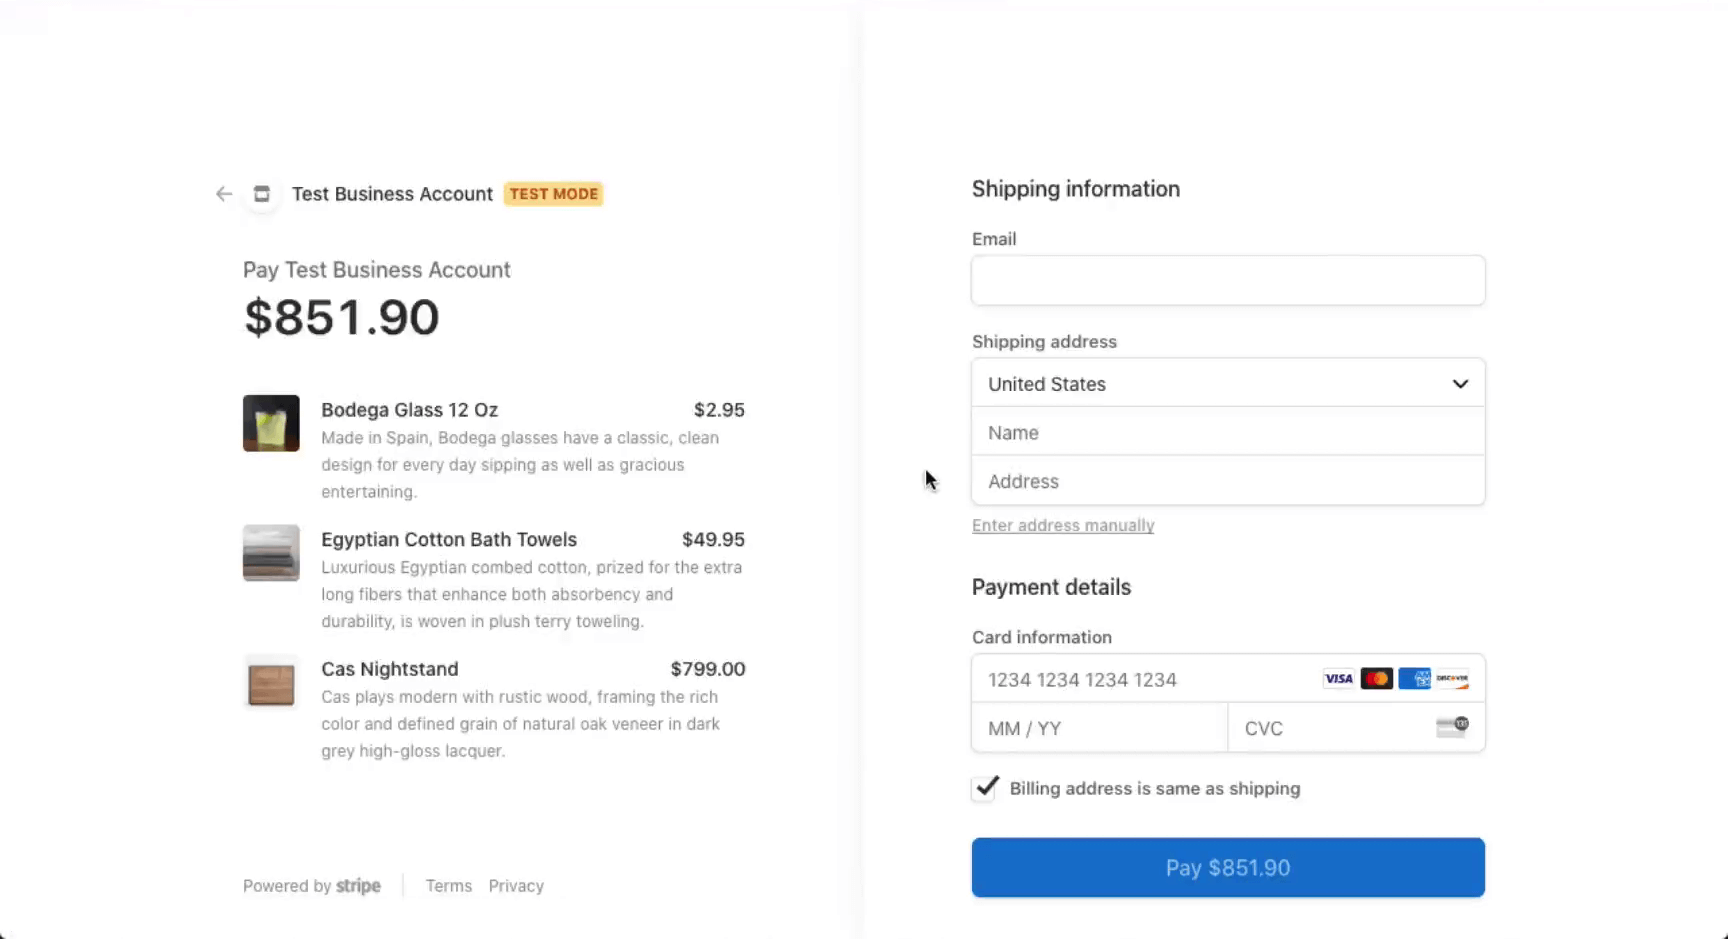 Test Business Account TEST MODE
Pay Test Business Account
$851.90
Bodega Glass 12 Oz $2.95
Made in Spain, Bodega glasses have a classic, clean
design for every day sipping as well as gracious
entertaining.
Egyptian Cotton Bath Towels $49.95
Luxurious Egyptian combed cotton, prized for the extra
long fibers that enhance both absorbency and
durability, is woven in plush terry toweling.
Cas Nightstand $799.00
Cas plays modern with rustic wood, framing the rich
color and defined grain of natural oak veneer in dark
grey high-gloss lacquer.
Powered by stripe Terms Privacy
Shipping information
Email
Shipping address
United States
Name
Address
Enter address manually
Payment details
Card information
1234 1234 1234 1234 VISA DISCOVER
MM / YY CVC
Billing address is same as shipping
Pay $851.90